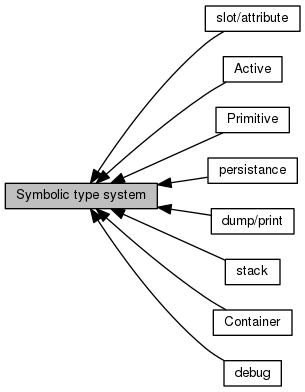 slot/attribute
Active
Primitive
persistance
Symbolic type system
dump/print
stack
Container
debug